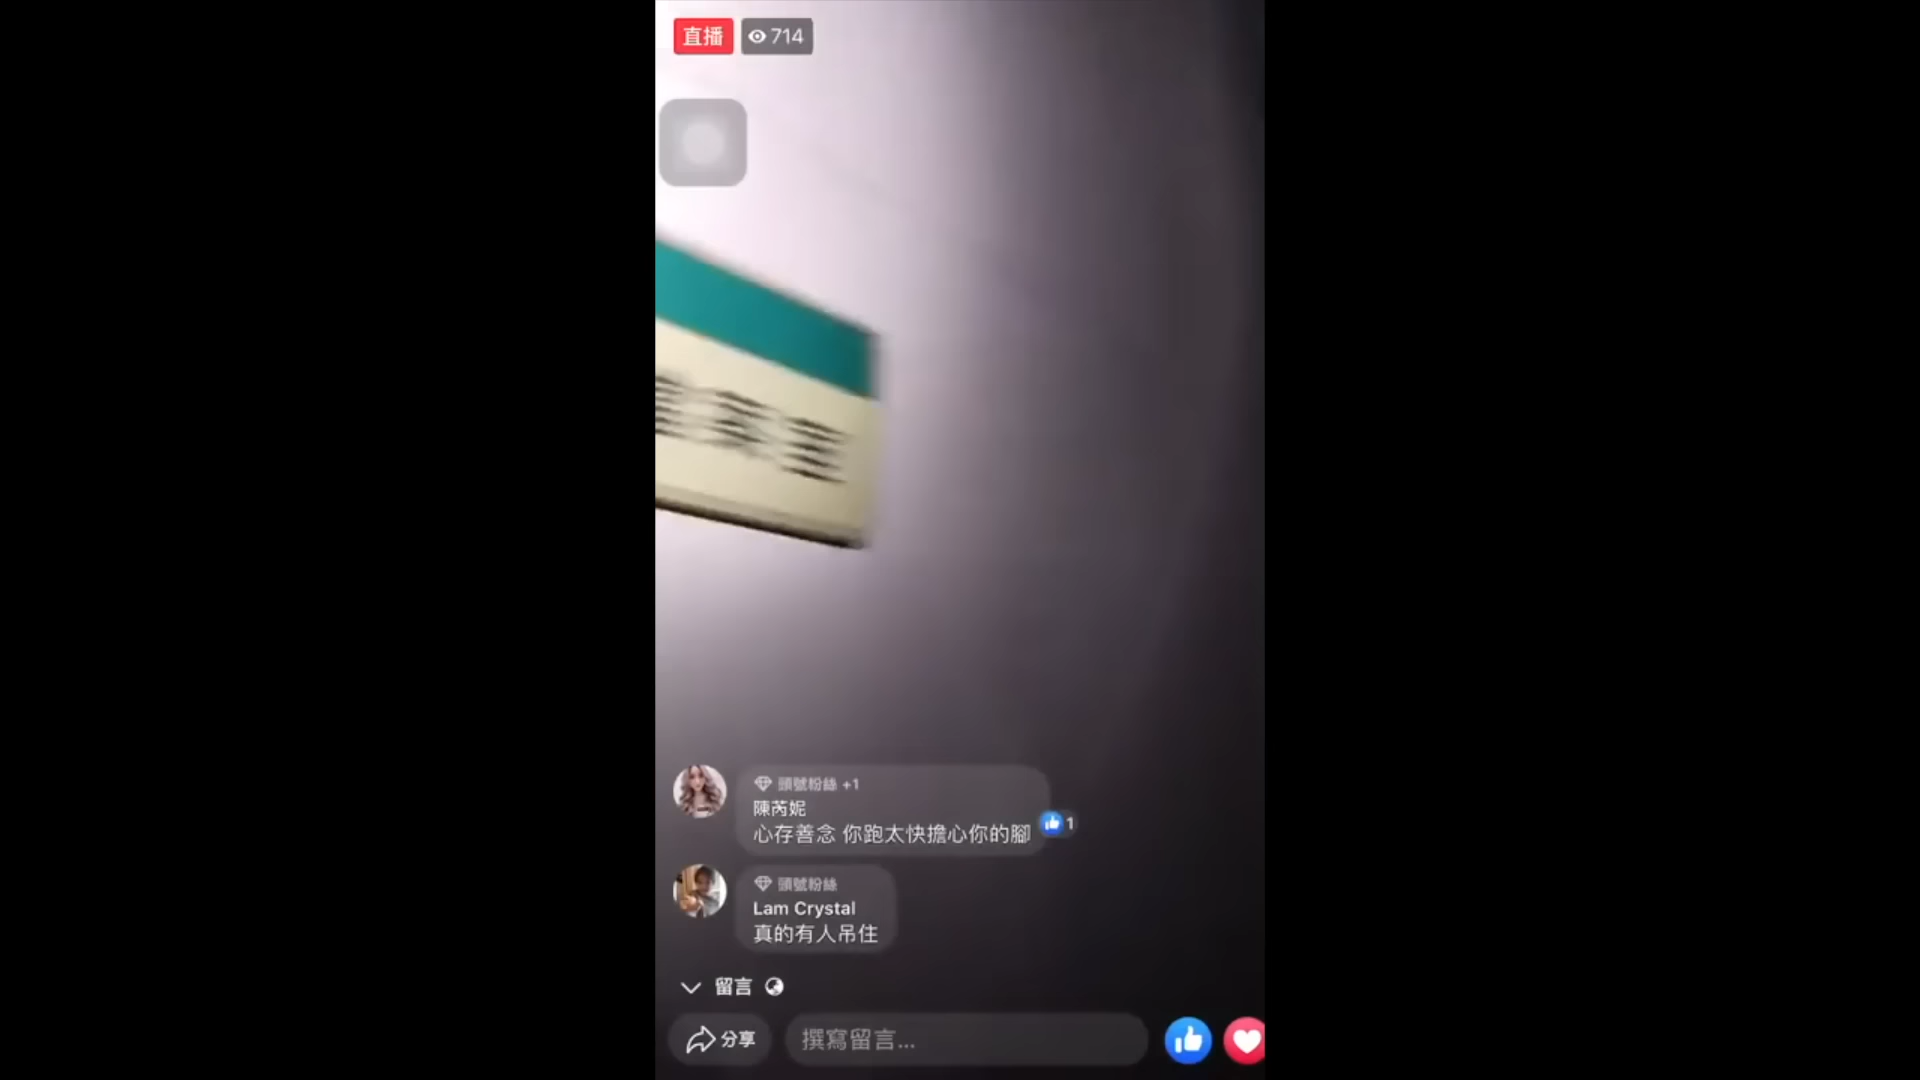 直播
714
頭號粉絲 +1
陳芮妮
心存善念 你跑太快擔心你的腳
1
頭號粉絲
Lam Crystal
真的有人吊住
留言
分享
撰寫留言...